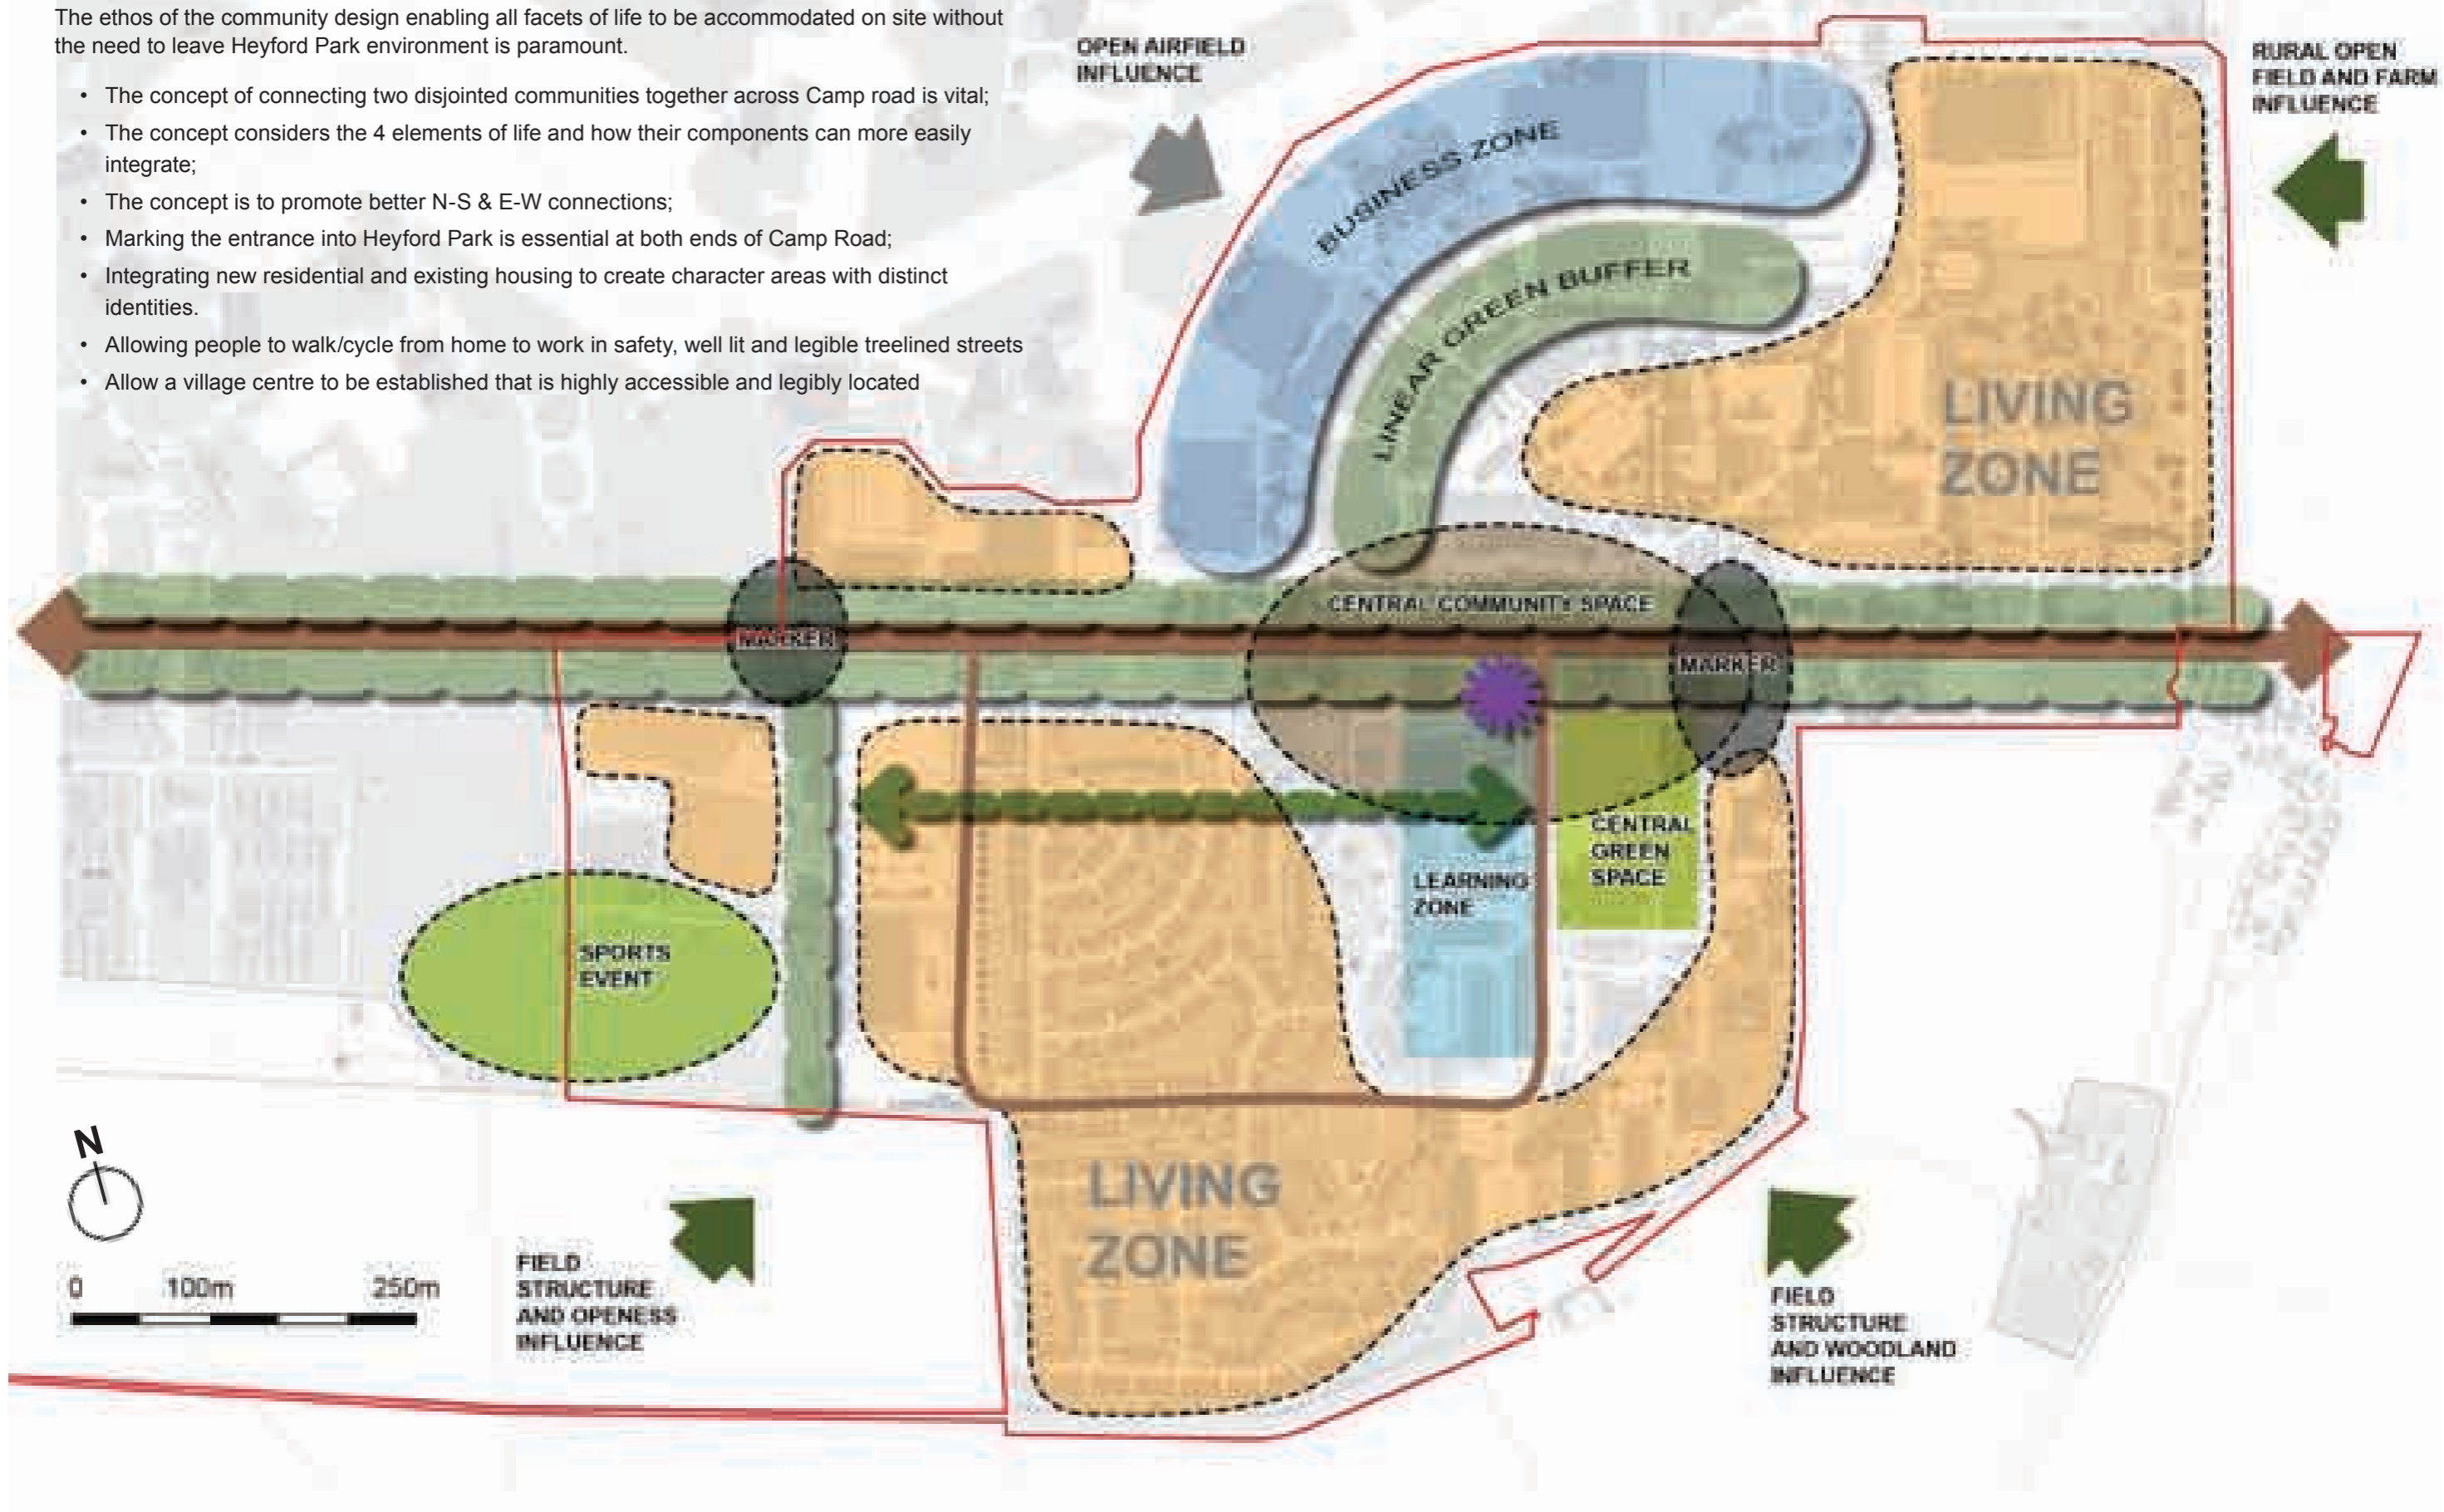 The ethos of the community design enabling all facets of life to be accommodated on site without
the need to leave Heyford Park environment is paramount.
• The concept of connecting two disjointed communities together across Camp road is vital;
• The concept considers the 4 elements of life and how their components can more easily
integrate;
• The concept is to promote better N-S & E-W connections;
• Marking the entrance into Heyford Park is essential at both ends of Camp Road;
• Integrating new residential and existing housing to create character areas with distinct
identities.
• Allowing people to walk/cycle from home to work in safety, well lit and legible treelined streets
• Allow a village centre to be established that is highly accessible and legibly located
OPEN AIRFIELD
INFLUENCE
RURAL OPEN
FIELD AND FARM
INFLUENCE
BUSINESS ZONE
LINEAR GREEN BUFFER
LIVING
ZONE
CENTRAL COMMUNITY SPACE
MARKER
MARKER
CENTRAL
GREEN
SPACE
LEARNING
ZONE
SPORTS
EVENT
N
LIVING
ZONE
0 100m 250m
FIELD
STRUCTURE
AND OPENESS
INFLUENCE
FIELD
STRUCTURE
AND WOODLAND
INFLUENCE